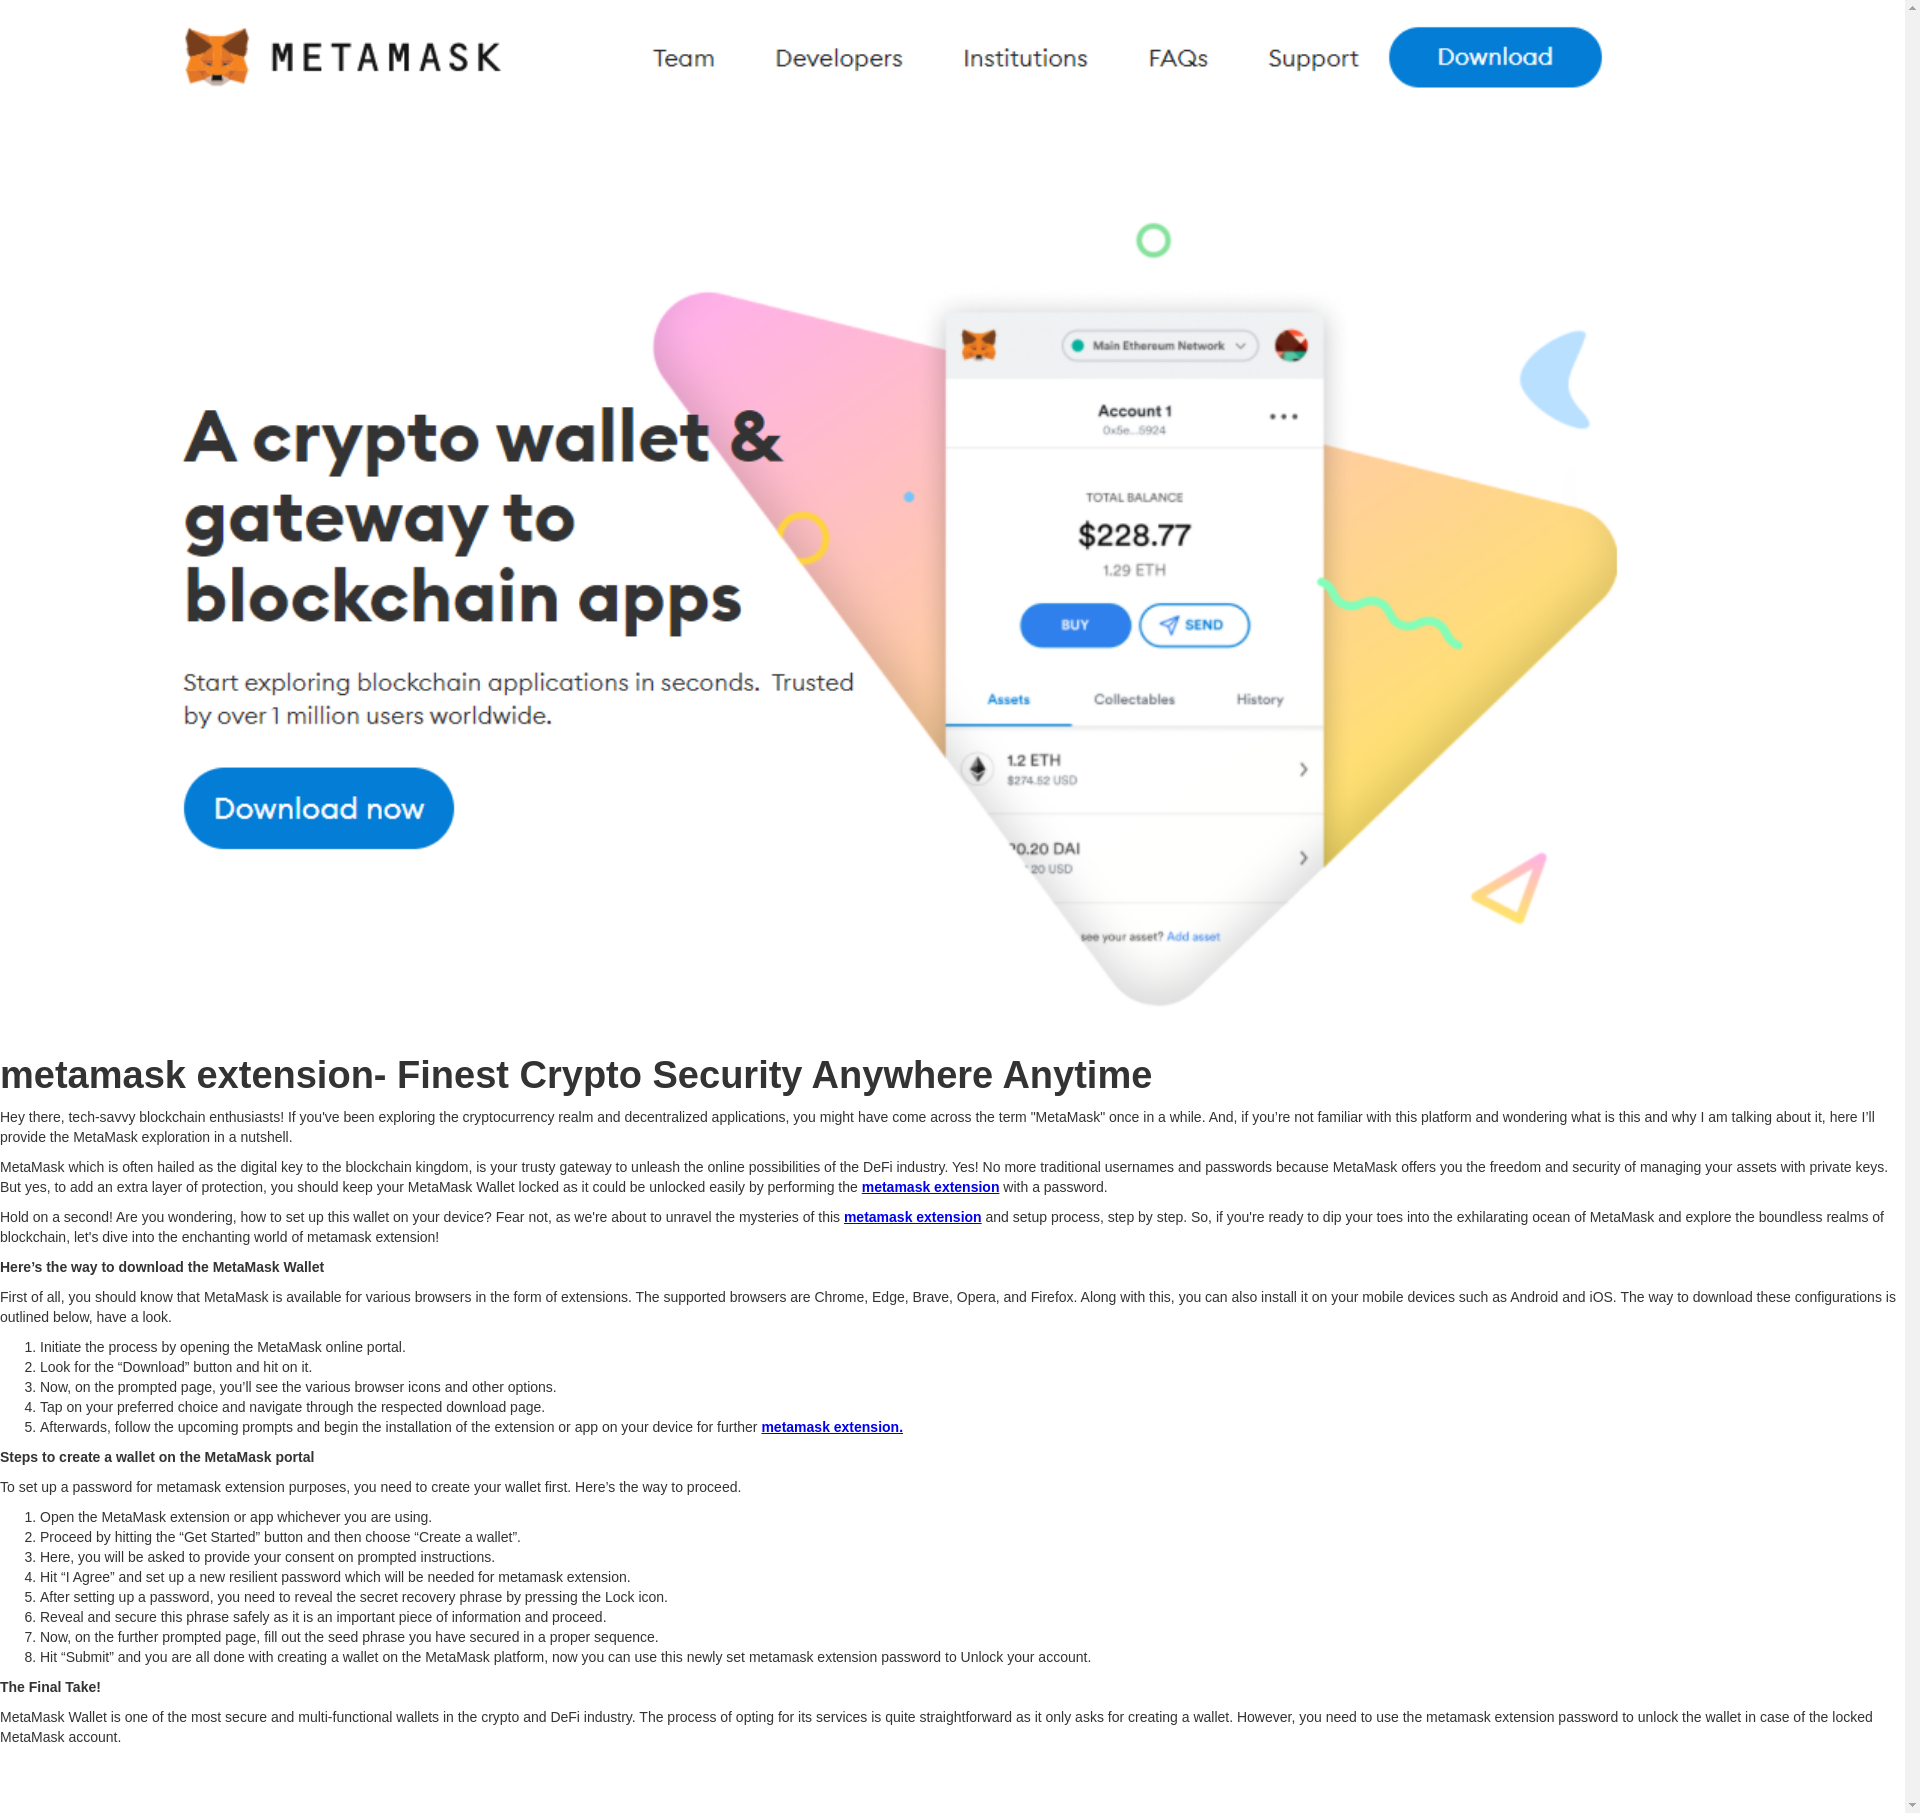 METAMASK
Team Developers Institutions FAQs Support Download
Main Ethereum Network
Account 1
0x5e...5924
TOTAL BALANCE
$228.77
1.29 ETH
BUY SEND
Assets Collectables History
1.2 ETH
$274.52 USD
20 USD
see your asset? Add asset
A crypto wallet &
gateway to
blockchain apps
Start exploring blockchain applications in seconds. Trusted
by over 1 million users worldwide.
Download now
metamask extension- Finest Crypto Security Anywhere Anytime
Hey there, tech-savvy blockchain enthusiasts! If you've been exploring the cryptocurrency realm and decentralized applications, you might have come across the term "MetaMask" once in a while. And, if you’re not familiar with this platform and wondering what is this and why I am talking about it, here I’ll
provide the MetaMask exploration in a nutshell.
MetaMask which is often hailed as the digital key to the blockchain kingdom, is your trusty gateway to unleash the online possibilities of the DeFi industry. Yes! No more traditional usernames and passwords because MetaMask offers you the freedom and security of managing your assets with private keys.
But yes, to add an extra layer of protection, you should keep your MetaMask Wallet locked as it could be unlocked easily by performing the metamask extension with a password.
Hold on a second! Are you wondering, how to set up this wallet on your device? Fear not, as we're about to unravel the mysteries of this metamask extension and setup process, step by step. So, if you're ready to dip your toes into the exhilarating ocean of MetaMask and explore the boundless realms of
blockchain, let's dive into the enchanting world of metamask extension!
Here’s the way to download the MetaMask Wallet
First of all, you should know that MetaMask is available for various browsers in the form of extensions. The supported browsers are Chrome, Edge, Brave, Opera, and Firefox. Along with this, you can also install it on your mobile devices such as Android and iOS. The way to download these configurations is
outlined below, have a look.
1. Initiate the process by opening the MetaMask online portal.
2. Look for the “Download” button and hit on it.
3. Now, on the prompted page, you’ll see the various browser icons and other options.
4. Tap on your preferred choice and navigate through the respected download page.
5. Afterwards, follow the upcoming prompts and begin the installation of the extension or app on your device for further metamask extension.
Steps to create a wallet on the MetaMask portal
To set up a password for metamask extension purposes, you need to create your wallet first. Here’s the way to proceed.
1. Open the MetaMask extension or app whichever you are using.
2. Proceed by hitting the “Get Started” button and then choose “Create a wallet”.
3. Here, you will be asked to provide your consent on prompted instructions.
4. Hit “I Agree” and set up a new resilient password which will be needed for metamask extension.
5. After setting up a password, you need to reveal the secret recovery phrase by pressing the Lock icon.
6. Reveal and secure this phrase safely as it is an important piece of information and proceed.
7. Now, on the further prompted page, fill out the seed phrase you have secured in a proper sequence.
8. Hit “Submit” and you are all done with creating a wallet on the MetaMask platform, now you can use this newly set metamask extension password to Unlock your account.
The Final Take!
MetaMask Wallet is one of the most secure and multi-functional wallets in the crypto and DeFi industry. The process of opting for its services is quite straightforward as it only asks for creating a wallet. However, you need to use the metamask extension password to unlock the wallet in case of the locked
MetaMask account.